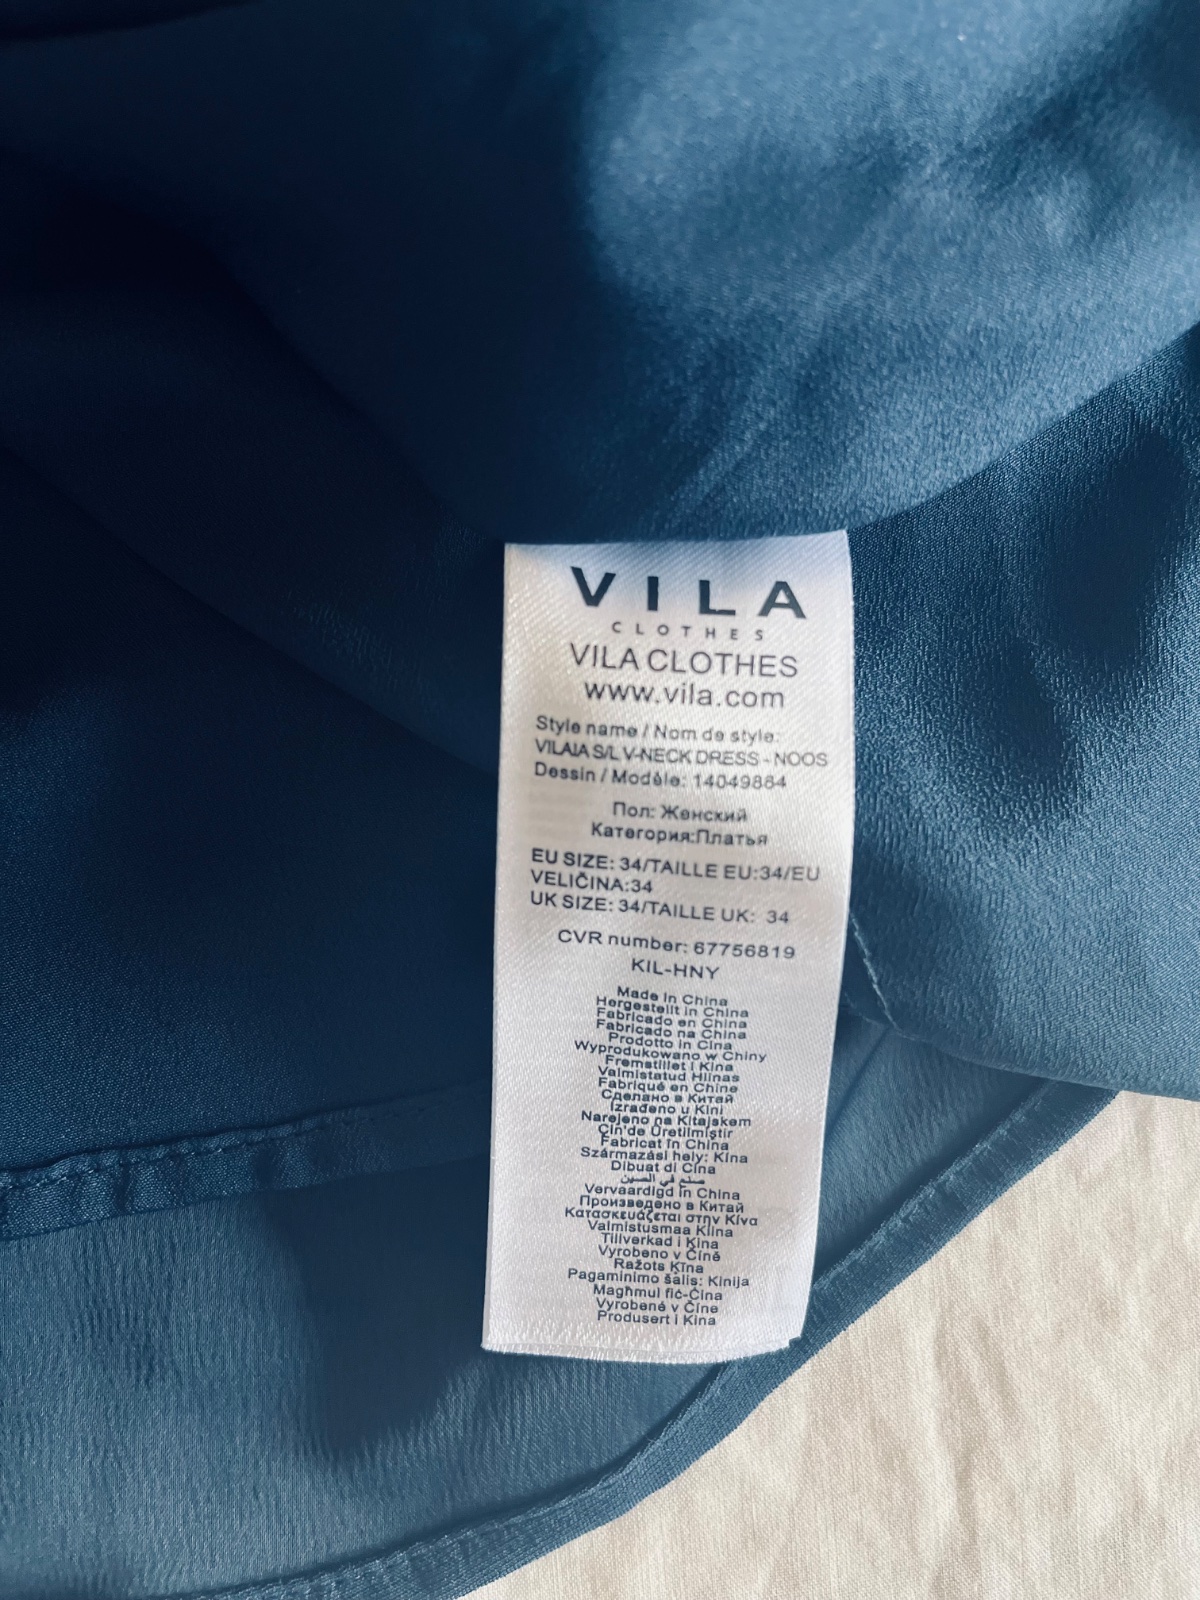 VILA
CLOTHES
VILA CLOTHES
www.vila.com
Style name / Nom de style:
VILAIA S/L V-NECK DRESS - NOOS
Dessin / Modèle: 14049864
Пол: Женский
Категория:Платья
EU SIZE: 34/TAILLE EU:34/EU
VELIČINA:34
UK SIZE: 34/TAILLE UK: 34
CVR number: 67756819
KIL-HNY
Made in China
Hergestellt in China
Fabricado en China
Fabricado na China
Prodotto in Cina
Wyprodukowano w Chiny
Fremstillet i Kina
Valmistatud Hiinas
Fabriqué en Chine
Сделано в Китай
Izrađeno u Kini
Narejeno na Kitajskem
Çin'de Üretilmiştir
Fabricat în China
Származási hely: Kína
Dibuat di Cina
صنع في الصين
Vervaardigd in China
Произведено в Китай
Κατασκευάζεται στην Κίνα
Valmistusmaa Kiina
Tillverkad i Kina
Vyrobeno v Číně
Ražots Ķīna
Pagaminimo šalis: Kinija
Magħmul fiċ-Ċina
Vyrobené v Číne
Produsert i Kina